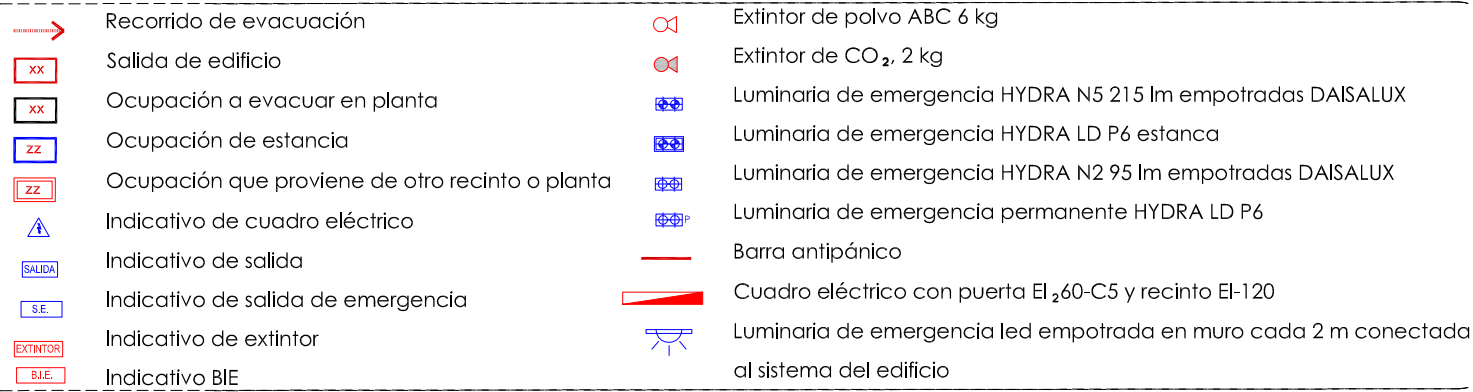 Recorrido de evacuación
XX Salida de edificio
XX Ocupación a evacuar en planta
ZZ Ocupación de estancia
ZZ Ocupación que proviene de otro recinto o planta
Indicativo de cuadro eléctrico
SALIDA Indicativo de salida
S.E. Indicativo de salida de emergencia
EXTINTOR Indicativo de extintor
B.I.E. Indicativo BIE
Extintor de polvo ABC 6 kg
Extintor de CO₂, 2 kg
Luminaria de emergencia HYDRA N5 215 lm empotradas DAISALUX
Luminaria de emergencia HYDRA LD P6 estanca
Luminaria de emergencia HYDRA N2 95 lm empotradas DAISALUX
P Luminaria de emergencia permanente HYDRA LD P6
Barra antipánico
Cuadro eléctrico con puerta EI₂60-C5 y recinto EI-120
Luminaria de emergencia led empotrada en muro cada 2 m conectada
al sistema del edificio